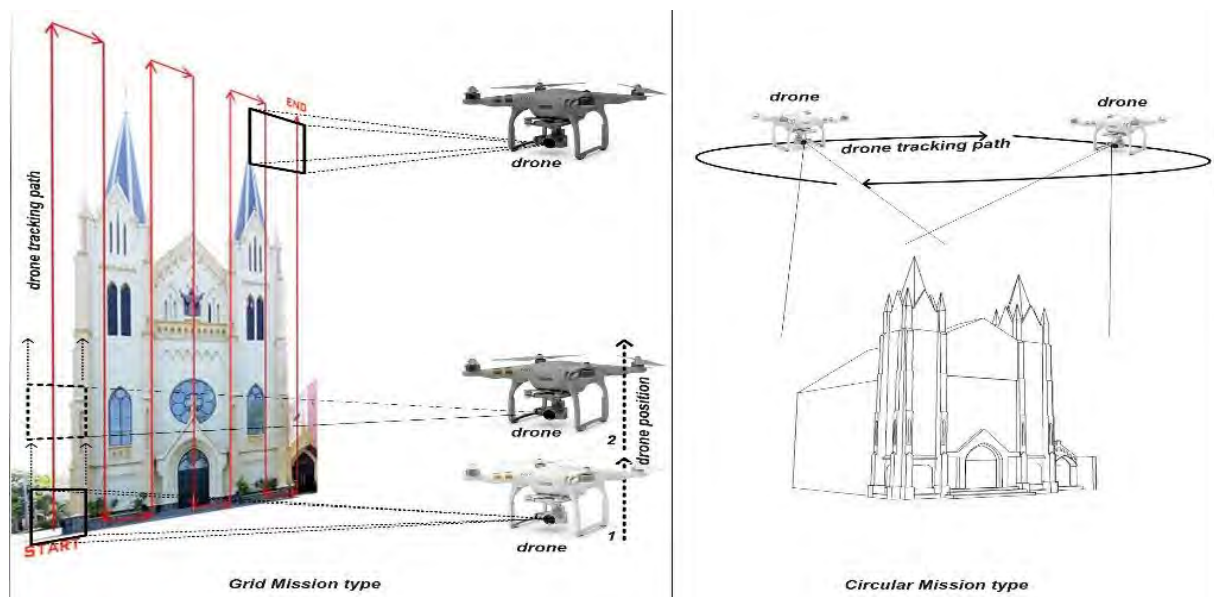 drone tracking path
END
drone
drone
2
drone position
drone
1
START
Grid Mission type
drone
drone
drone tracking path
Circular Mission type